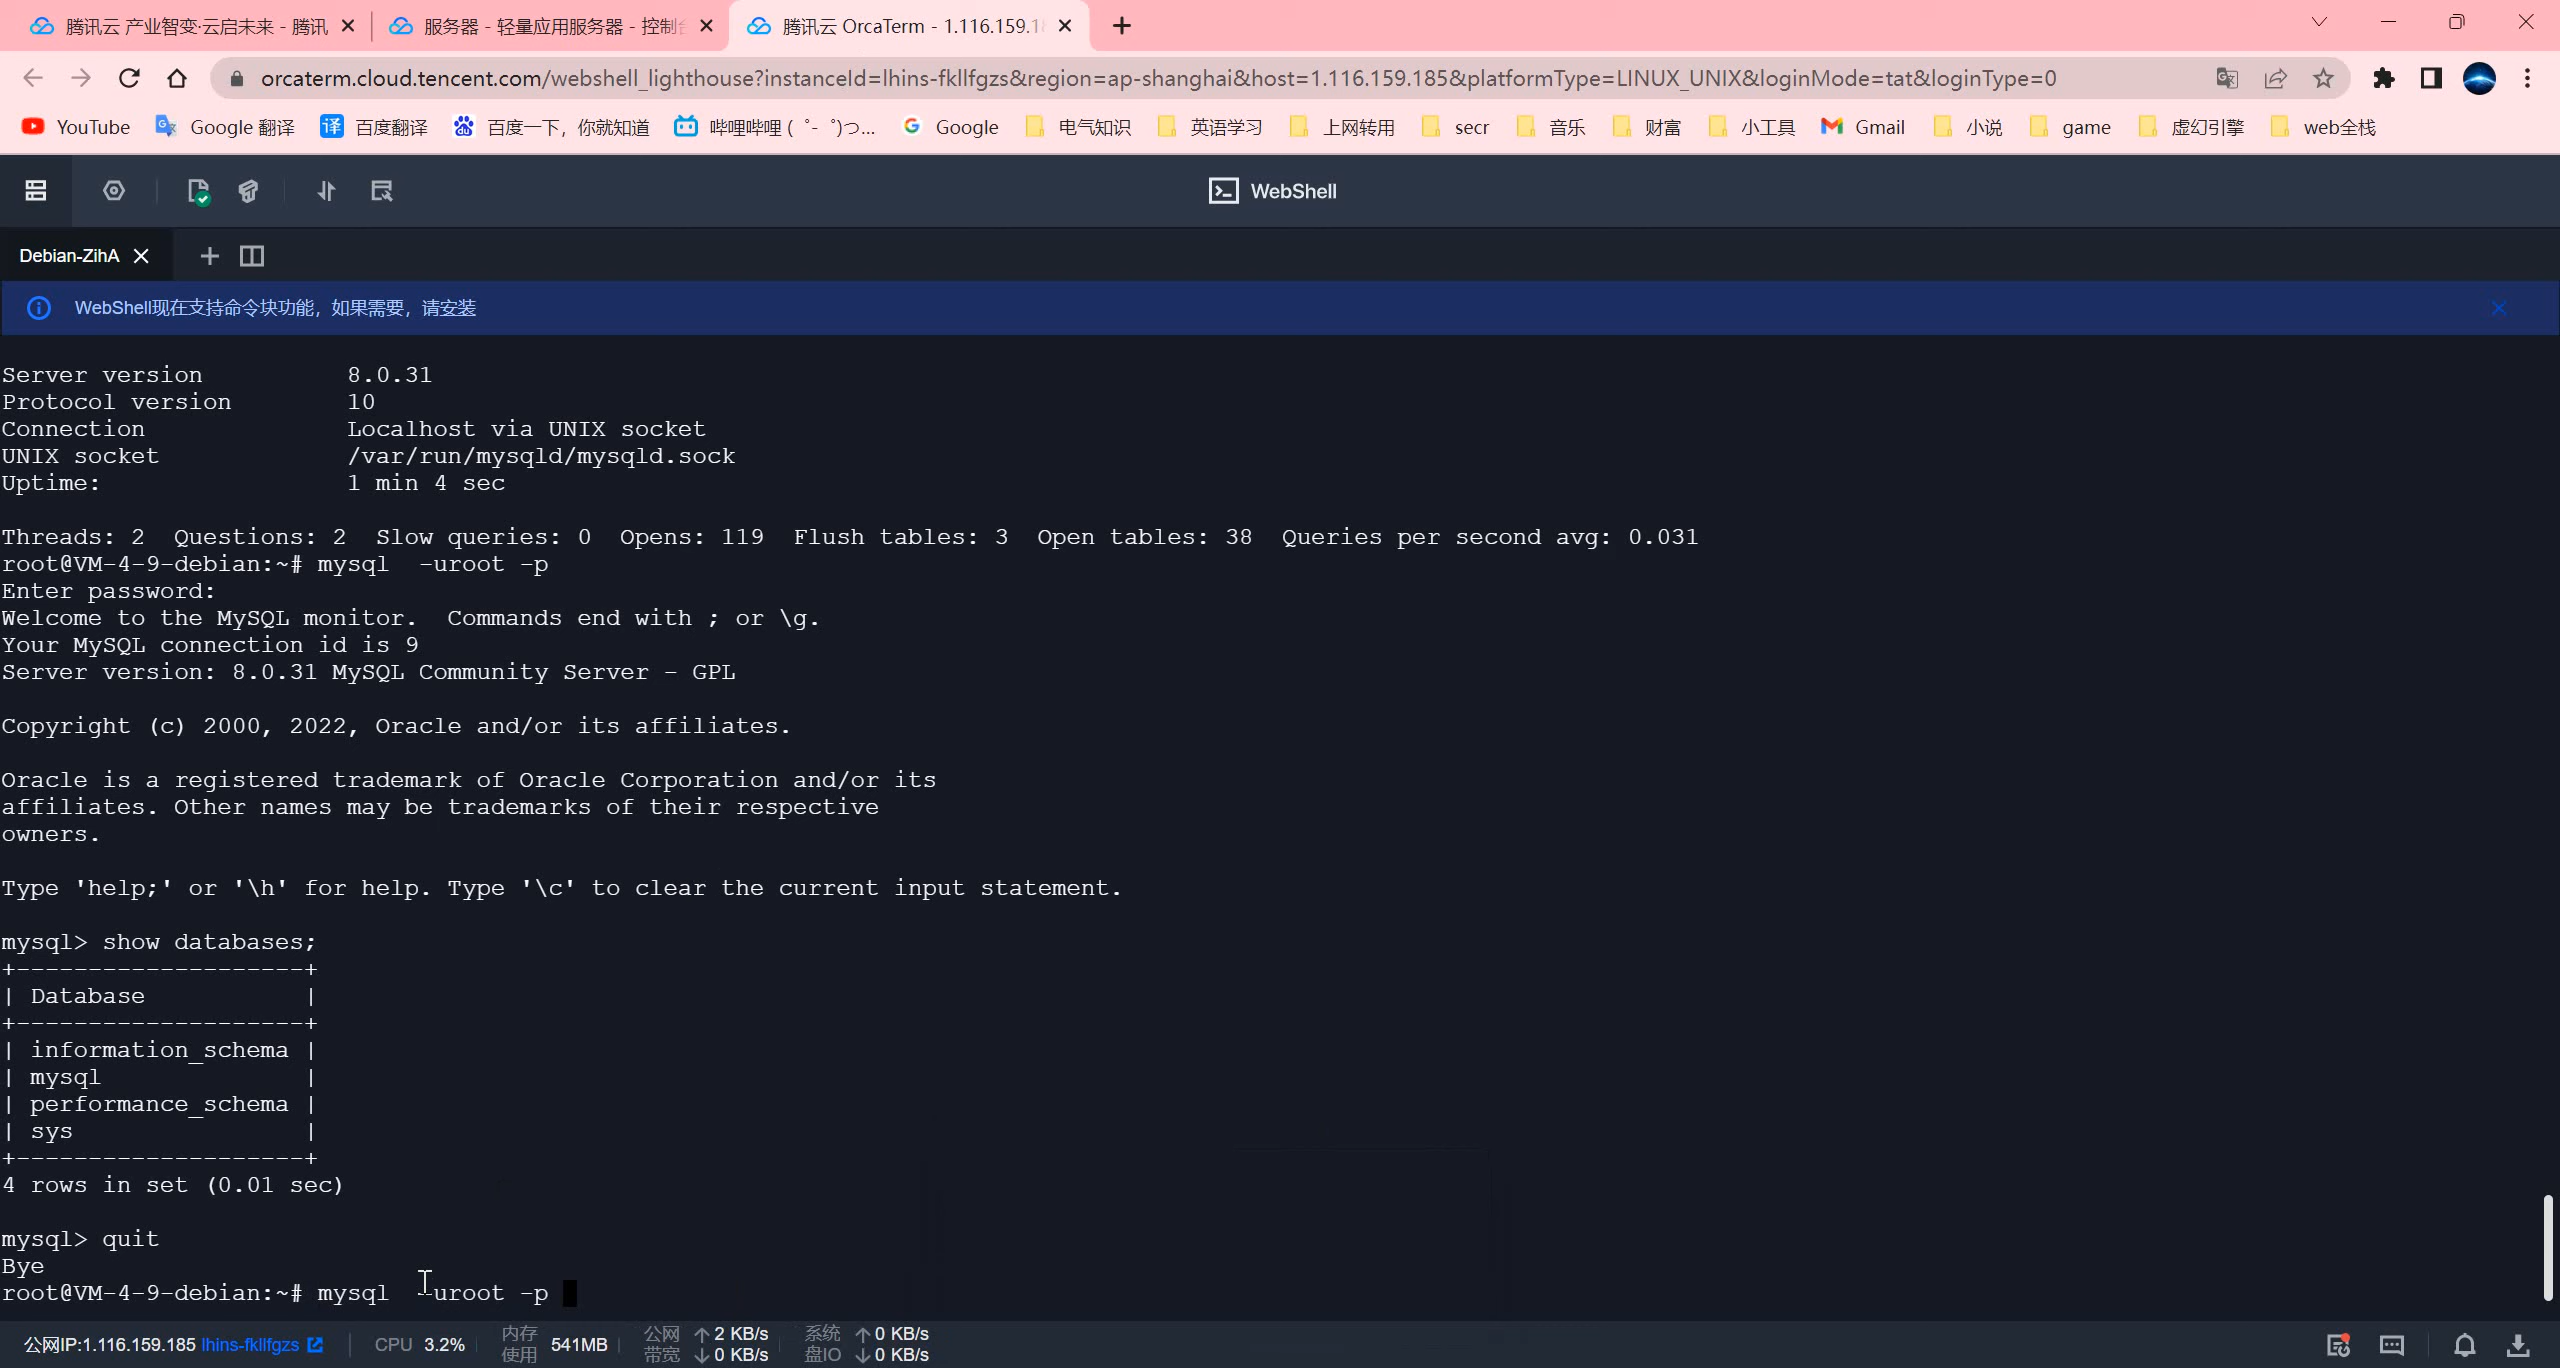 腾讯云 产业智变·云启未来 - 腾讯
服务器 - 轻量应用服务器 - 控制台
腾讯云 OrcaTerm - 1.116.159.18
orcaterm.cloud.tencent.com/webshell_lighthouse?instanceId=lhins-fkllfgzs&region=ap-shanghai&host=1.116.159.185&platformType=LINUX_UNIX&loginMode=tat&loginType=0
YouTube Google 翻译 百度翻译 百度一下，你就知道 哔哩哔哩 ( ゜- ゜)つ... Google 电气知识 英语学习 上网转用 secr 音乐 财富 小工具 Gmail 小说 game 虚幻引擎 web全栈
WebShell
Debian-ZihA
WebShell现在支持命令块功能，如果需要，请安装
Server version 8.0.31
Protocol version 10
Connection Localhost via UNIX socket
UNIX socket /var/run/mysqld/mysqld.sock
Uptime: 1 min 4 sec
Threads: 2 Questions: 2 Slow queries: 0 Opens: 119 Flush tables: 3 Open tables: 38 Queries per second avg: 0.031
root@VM-4-9-debian:~# mysql  -uroot -p
Enter password:
Welcome to the MySQL monitor.  Commands end with ; or \g.
Your MySQL connection id is 9
Server version: 8.0.31 MySQL Community Server - GPL
Copyright (c) 2000, 2022, Oracle and/or its affiliates.
Oracle is a registered trademark of Oracle Corporation and/or its
affiliates. Other names may be trademarks of their respective
owners.
Type 'help;' or '\h' for help. Type '\c' to clear the current input statement.
mysql> show databases;
+--------------------+
| Database           |
+--------------------+
| information_schema |
| mysql              |
| performance_schema |
| sys                |
+--------------------+
4 rows in set (0.01 sec)
mysql> quit
Bye
root@VM-4-9-debian:~# mysql  -uroot -p
公网IP:1.116.159.185 lhins-fkllfgzs CPU 3.2% 内存使用 541MB 公网带宽 ↑2 KB/s ↓0 KB/s 系统盘IO ↑0 KB/s ↓0 KB/s